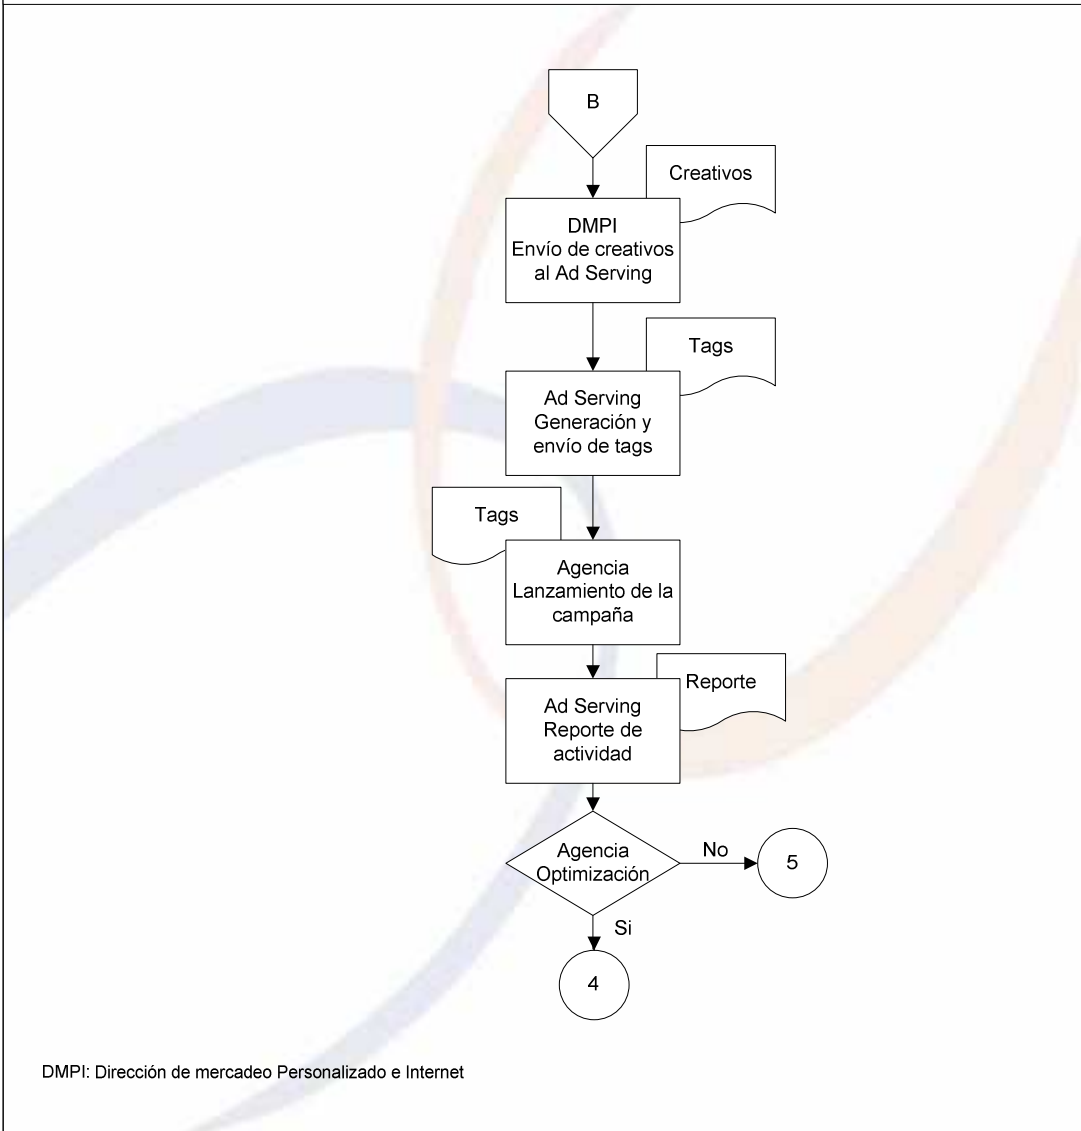 B
Creativos
DMPI
Envío de creativos
al Ad Serving
Tags
Ad Serving
Generación y
envío de tags
Tags
Agencia
Lanzamiento de la
campaña
Reporte
Ad Serving
Reporte de
actividad
Agencia
Optimización
No
5
Si
4
DMPI: Dirección de mercadeo Personalizado e Internet